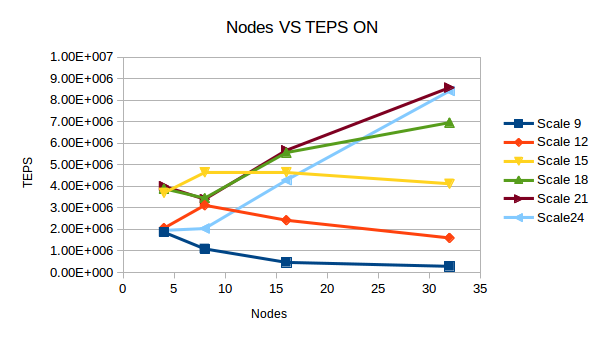 Nodes VS TEPS ON
1.00E+007
9.00E+006
8.00E+006
7.00E+006
6.00E+006
5.00E+006
4.00E+006
3.00E+006
2.00E+006
1.00E+006
0.00E+000
TEPS
0 5 10 15 20 25 30 35
Nodes
Scale 9
Scale 12
Scale 15
Scale 18
Scale 21
Scale24